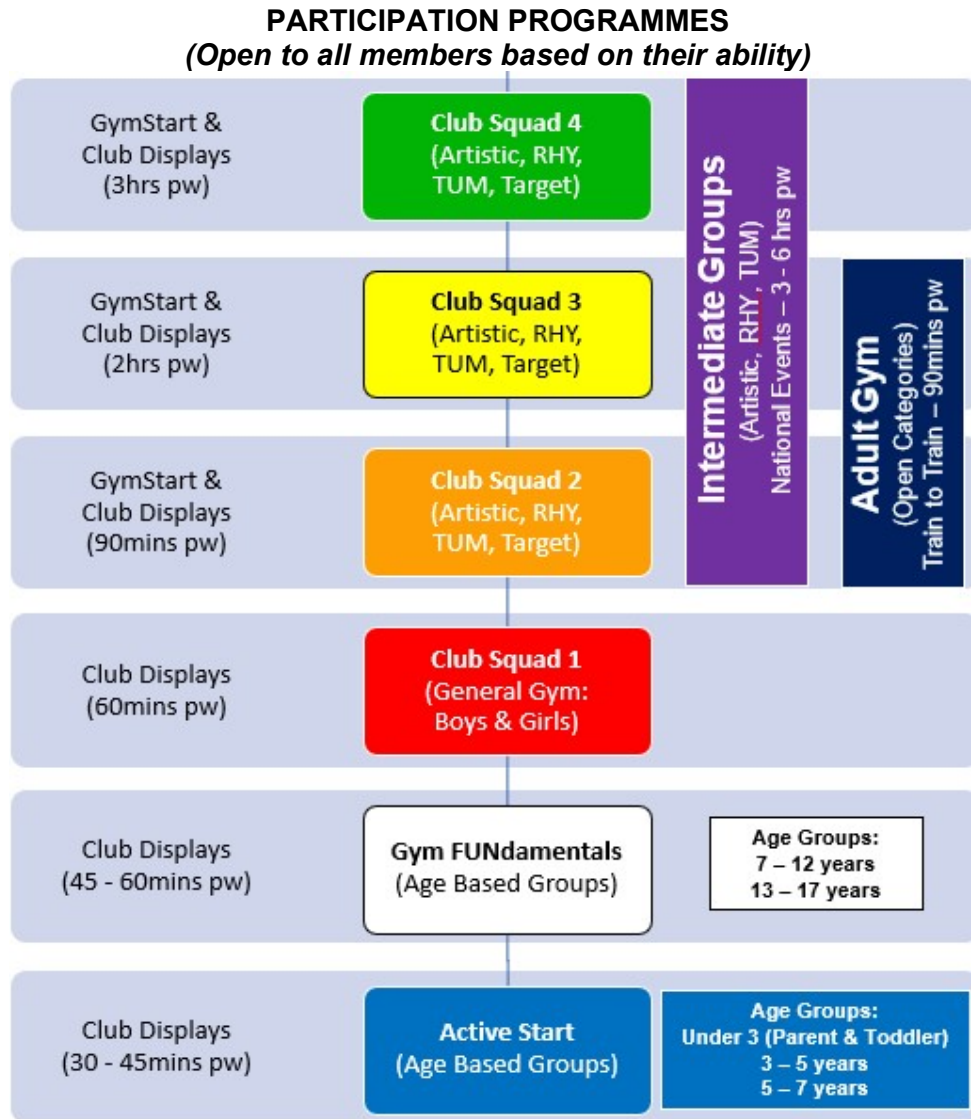 PARTICIPATION PROGRAMMES
(Open to all members based on their ability)
GymStart &
Club Displays
(3hrs pw)
Club Squad 4
(Artistic, RHY,
TUM, Target)
Intermediate Groups
(Artistic, RHY, TUM)
National Events – 3 - 6 hrs pw
GymStart &
Club Displays
(2hrs pw)
Club Squad 3
(Artistic, RHY,
TUM, Target)
Adult Gym
(Open Categories)
Train to Train – 90mins pw
GymStart &
Club Displays
(90mins pw)
Club Squad 2
(Artistic, RHY,
TUM, Target)
Club Displays
(60mins pw)
Club Squad 1
(General Gym:
Boys & Girls)
Club Displays
(45 - 60mins pw)
Gym FUNdamentals
(Age Based Groups)
Age Groups:
7 – 12 years
13 – 17 years
Club Displays
(30 - 45mins pw)
Active Start
(Age Based Groups)
Age Groups:
Under 3 (Parent & Toddler)
3 – 5 years
5 – 7 years